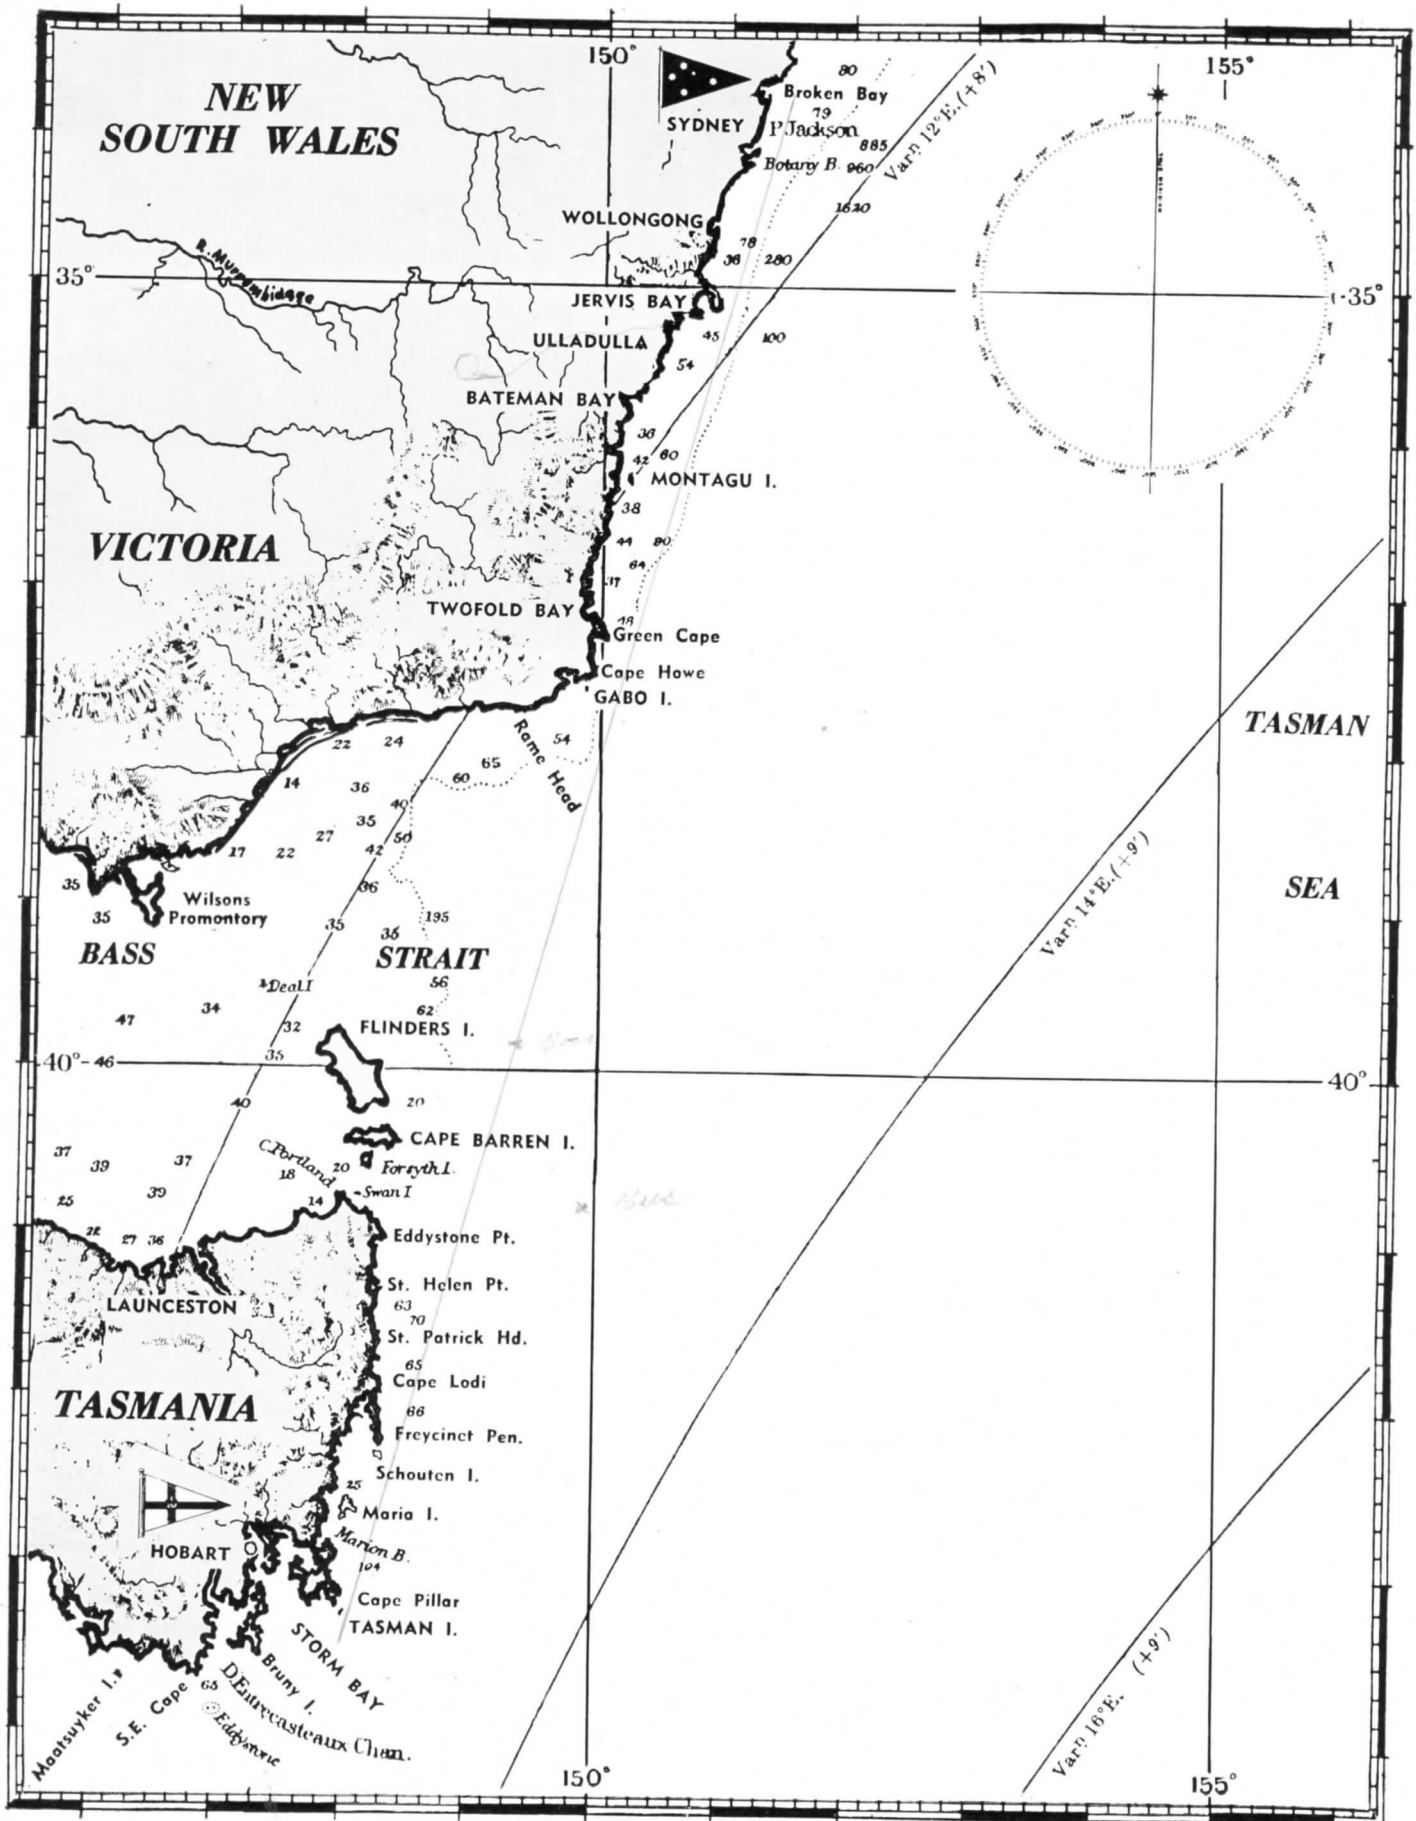 150°
155°
NEW
SOUTH WALES
80
Broken Bay
79
SYDNEY
P. Jackson
885
Botany B. 960
Varn 12°E. (+8')
1620
WOLLONGONG
78
36
280
R. Murrumbidgee
35°
-35°
JERVIS BAY
45
ULLADULLA
100
54
BATEMAN BAY
36
42
60
MONTAGU I.
38
VICTORIA
44
80
64
37
TWOFOLD BAY
48
Green Cape
Cape Howe
GABO I.
TASMAN
Rame Head
22
24
54
65
60
14
36
40
35
27
50
42
17
22
Varn 14°E. (+9')
35
36
SEA
Wilsons
Promontory
35
35
195
35
BASS
STRAIT
Deal I
56
34
62
47
32
FLINDERS I.
35
40°-46
40°
40
20
CAPE BARREN I.
37
39
37
C. Portland
18
20
Forsyth I.
39
Swan I
25
14
22
27
36
Eddystone Pt.
St. Helen Pt.
LAUNCESTON
63
70
St. Patrick Hd.
65
Cape Lodi
TASMANIA
66
Freycinet Pen.
Schouten I.
25
Maria I.
Marion B.
HOBART
104
Cape Pillar
TASMAN I.
STORM BAY
Bruny I.
D'Entrecasteaux Chan.
65
Eddystone
S.E. Cape
Maatsuyker I.
Varn 16°E. (+9')
150°
155°